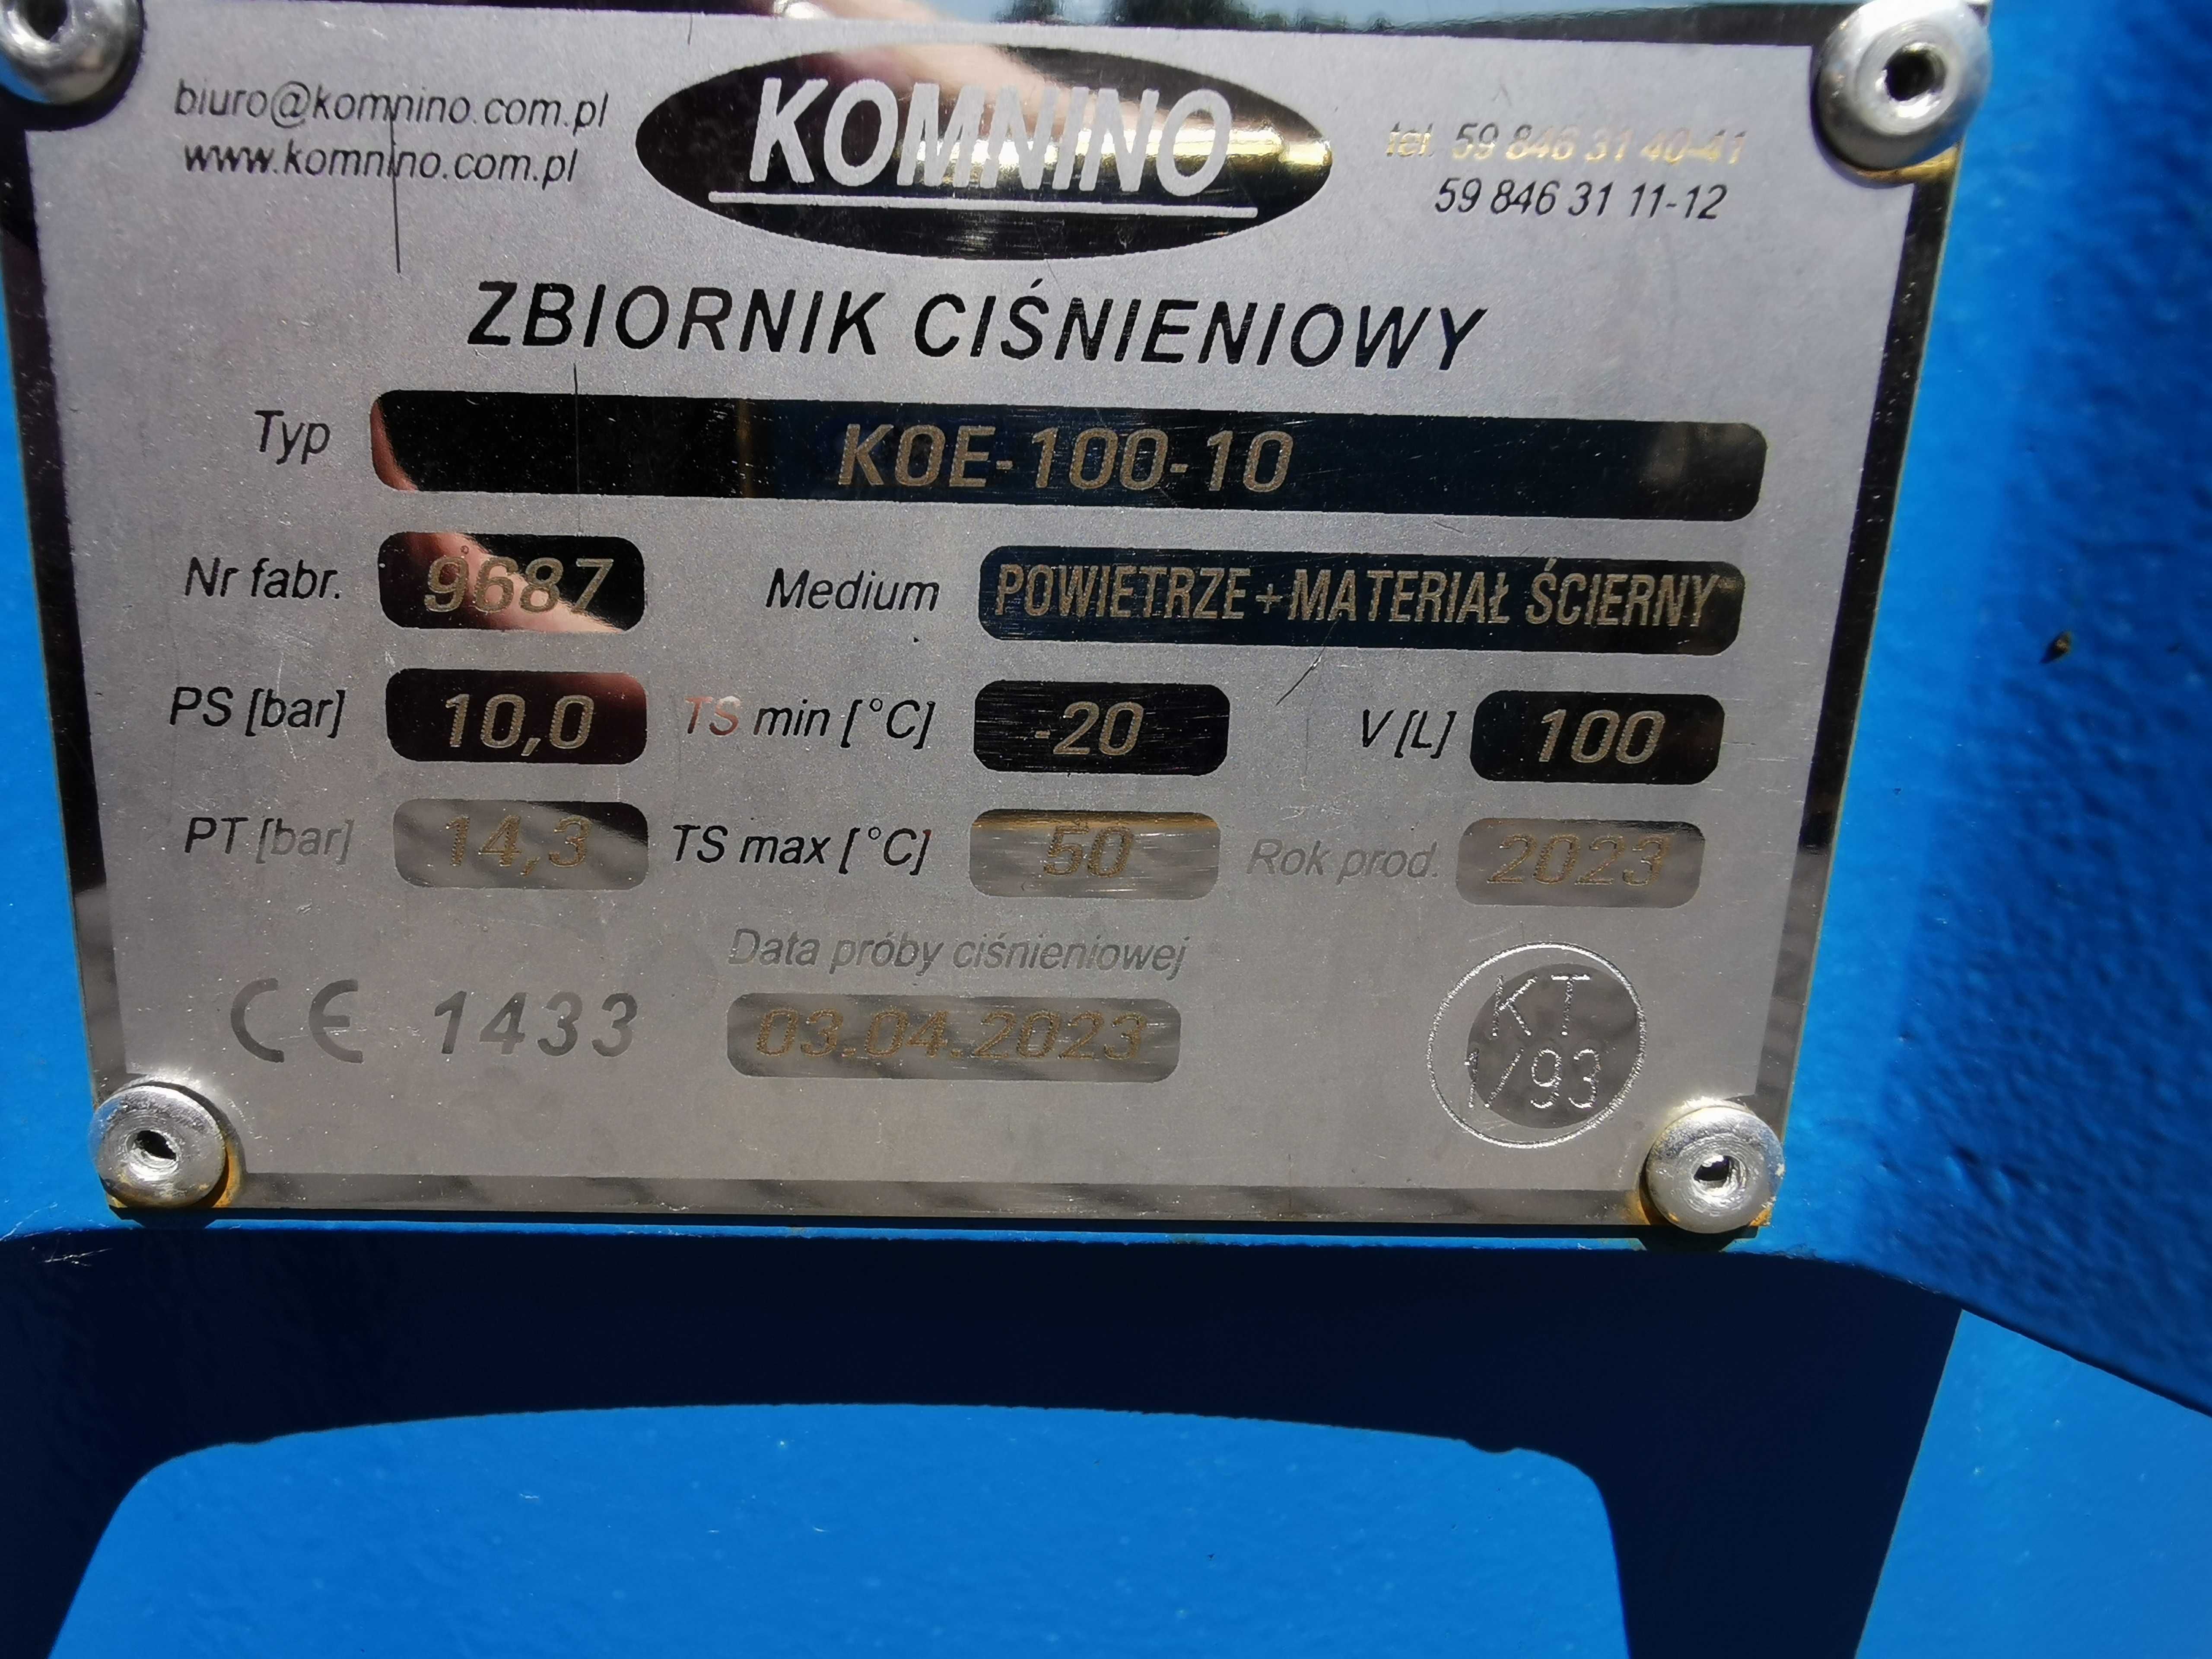 biuro@komnino.com.pl
www.komnino.com.pl
KOMNINO
tel. 59 846 31 40-41
59 846 31 11-12
ZBIORNIK CIŚNIENIOWY
Typ KOE-100-10
Nr fabr. 9687 Medium POWIETRZE+MATERIAŁ ŚCIERNY
PS [bar] 10,0 TS min [°C] -20 V [L] 100
PT [bar] 14,3 TS max [°C] 50 Rok prod. 2023
Data próby ciśnieniowej
CE 1433 03.04.2023
KT
1/93